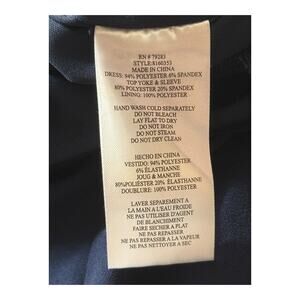 RN # 79283
STYLE:8160353
MADE IN CHINA
DRESS: 94% POLYESTER 6% SPANDEX
TOP YOKE & SLEEVE
80% POLYESTER 20% SPANDEX
LINING: 100% POLYESTER
HAND WASH COLD SEPARATELY
DO NOT BLEACH
LAY FLAT TO DRY
DO NOT IRON
DO NOT STEAM
DO NOT DRY CLEAN
HECHO EN CHINA
VESTIDO: 94% POLYESTER
6% ÉLASTHANNE
JOUG & MANCHE
80%POLIÉSTER 20% ÉLASTHANNE
DOUBLURE: 100% POLYESTER
LAVER SEPAREMENT A
LA MAIN A L'EAU FROIDE
NE PAS UTILISER D'AGENT
DE BLANCHIMENT
FAIRE SECHER A PLAT
NE PAS REPASSER
NE PAS REPASSER A LA VAPEUR
NE PAS NETTOYER A SEC